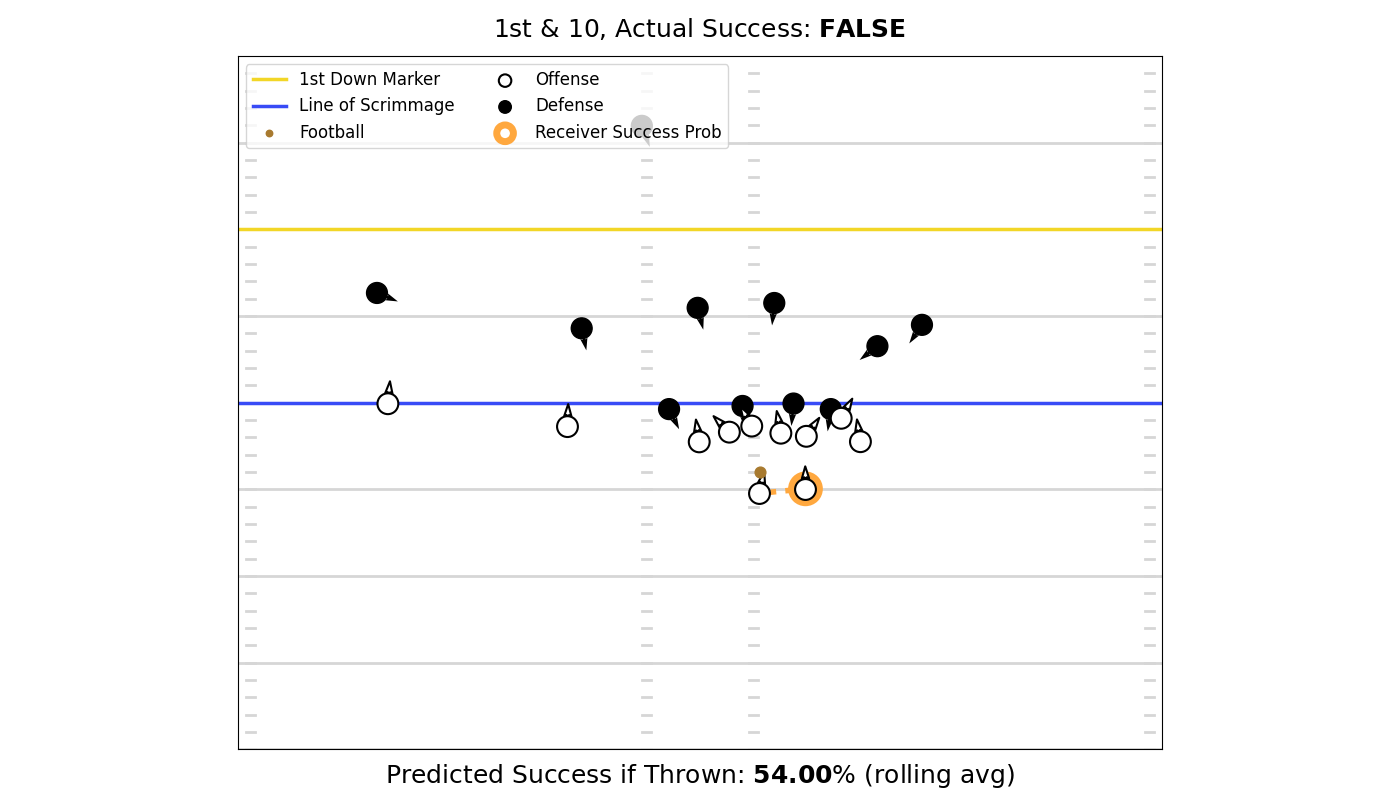 1st & 10, Actual Success: FALSE
1st Down Marker
Line of Scrimmage
Football
Offense
Defense
Receiver Success Prob
Predicted Success if Thrown: 54.00% (rolling avg)